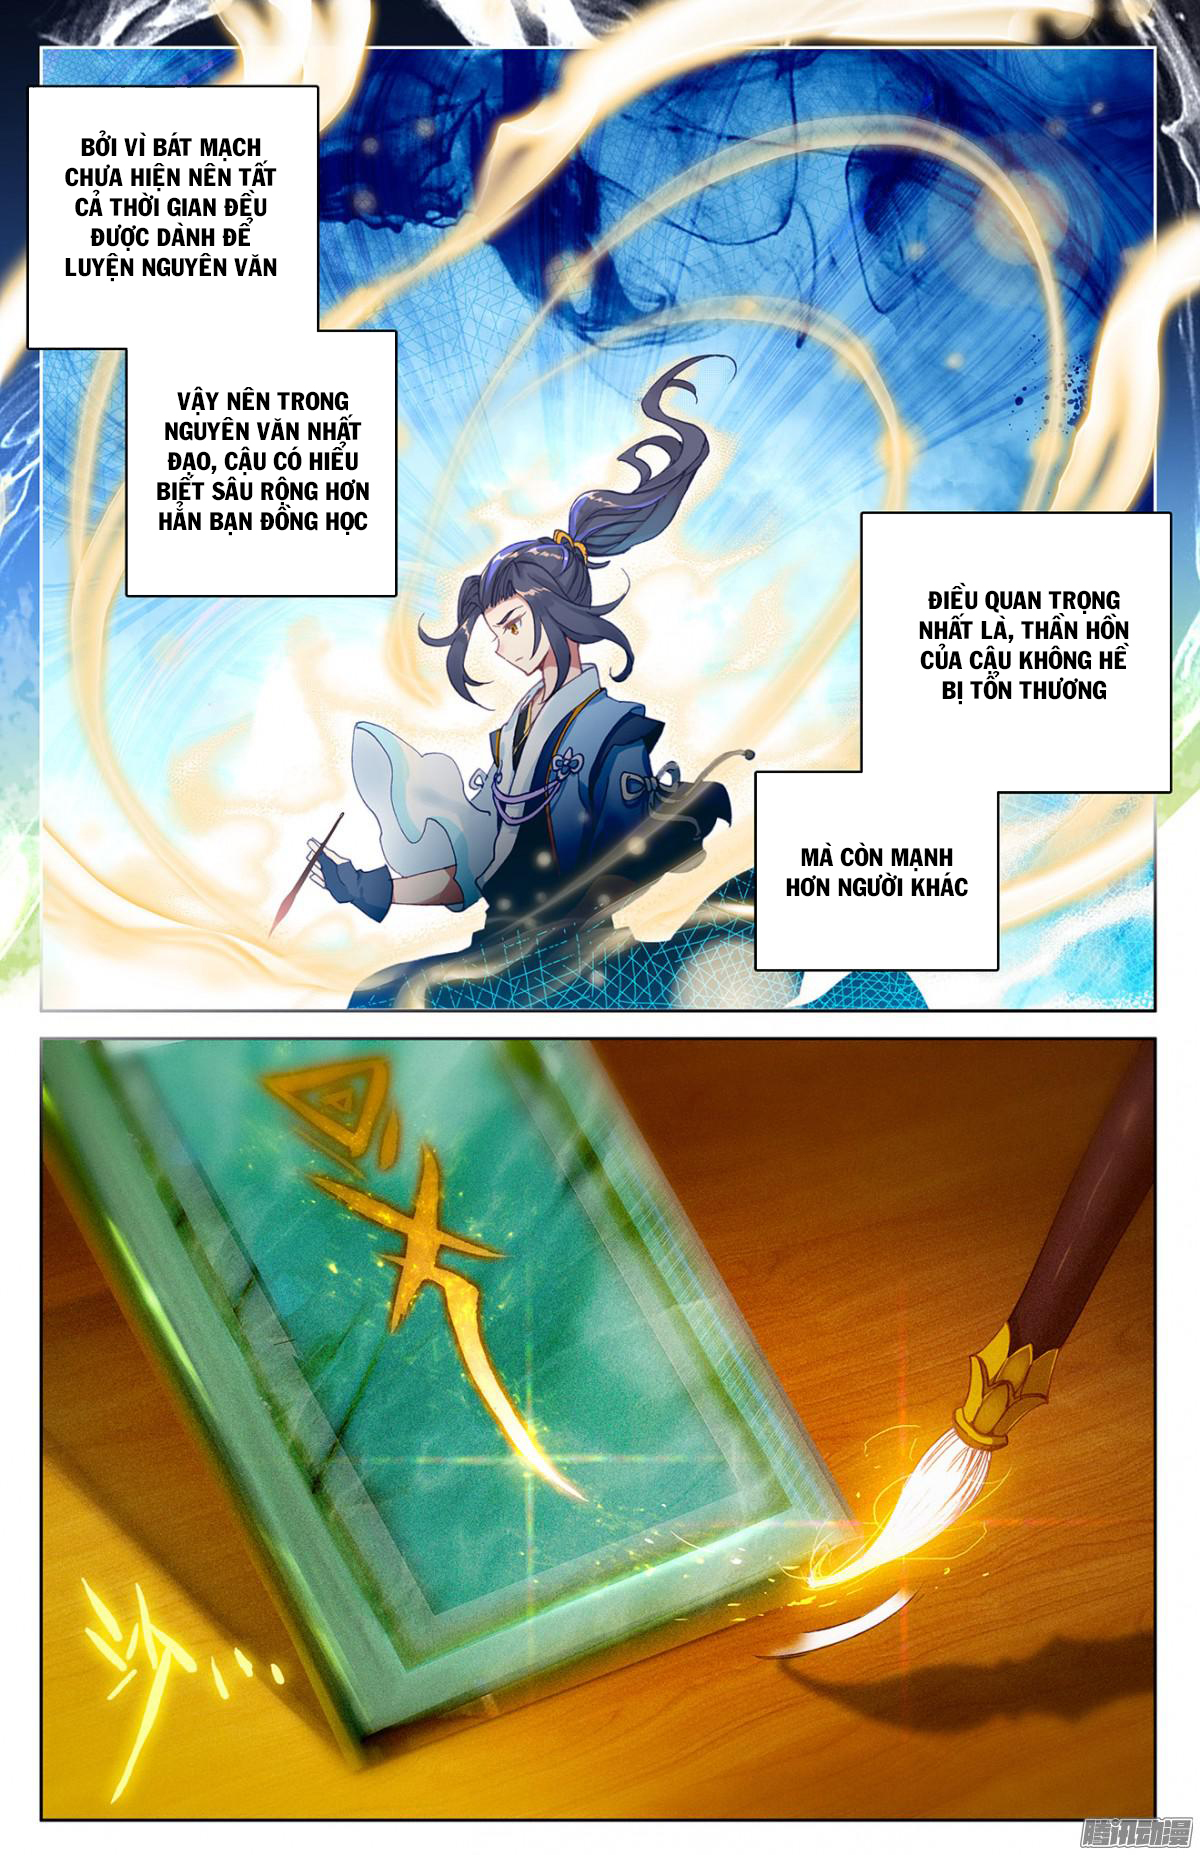 BỞI VÌ BÁT MẠCH
CHƯA HIỆN NÊN TẤT
CẢ THỜI GIAN ĐỀU
ĐƯỢC DÀNH ĐỂ
LUYỆN NGUYÊN VĂN
VẬY NÊN TRONG
NGUYÊN VĂN NHẤT
ĐẠO, CẬU CÓ HIỂU
BIẾT SÂU RỘNG HƠN
HẲN BẠN ĐỒNG HỌC
ĐIỀU QUAN TRỌNG
NHẤT LÀ, THẦN HỒN
CỦA CẬU KHÔNG HỀ
BỊ TỔN THƯƠNG
MÀ CÒN MẠNH
HƠN NGƯỜI KHÁC
沙...
腾讯动漫